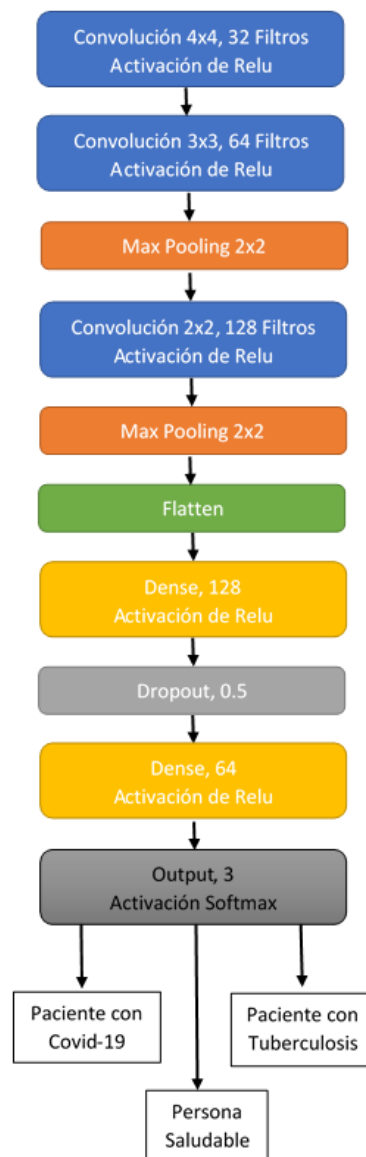 Convolución 4x4, 32 Filtros
Activación de Relu
Convolución 3x3, 64 Filtros
Activación de Relu
Max Pooling 2x2
Convolución 2x2, 128 Filtros
Activación de Relu
Max Pooling 2x2
Flatten
Dense, 128
Activación de Relu
Dropout, 0.5
Dense, 64
Activación de Relu
Output, 3
Activación Softmax
Paciente con
Covid-19
Paciente con
Tuberculosis
Persona
Saludable